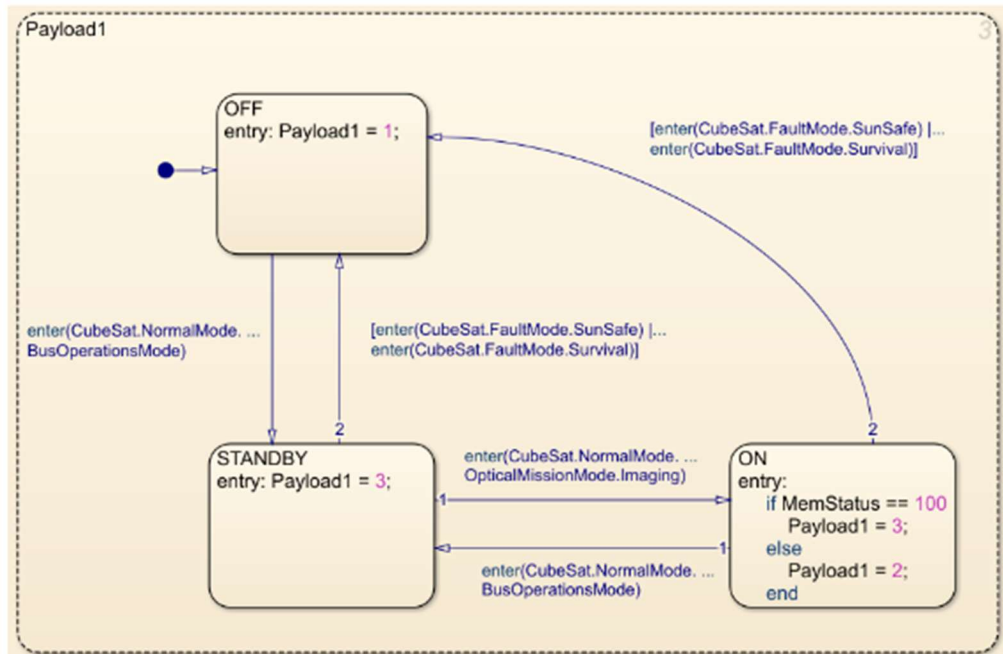 Payload1
3
OFF
entry: Payload1 = 1;
[enter(CubeSat.FaultMode.SunSafe) |...
enter(CubeSat.FaultMode.Survival)]
enter(CubeSat.NormalMode. ...
BusOperationsMode)
[enter(CubeSat.FaultMode.SunSafe) |...
enter(CubeSat.FaultMode.Survival)]
2
2
STANDBY
entry: Payload1 = 3;
enter(CubeSat.NormalMode. ...
OpticalMissionMode.Imaging)
1
1
enter(CubeSat.NormalMode. ...
BusOperationsMode)
ON
entry:
if MemStatus == 100
Payload1 = 3;
else
Payload1 = 2;
end